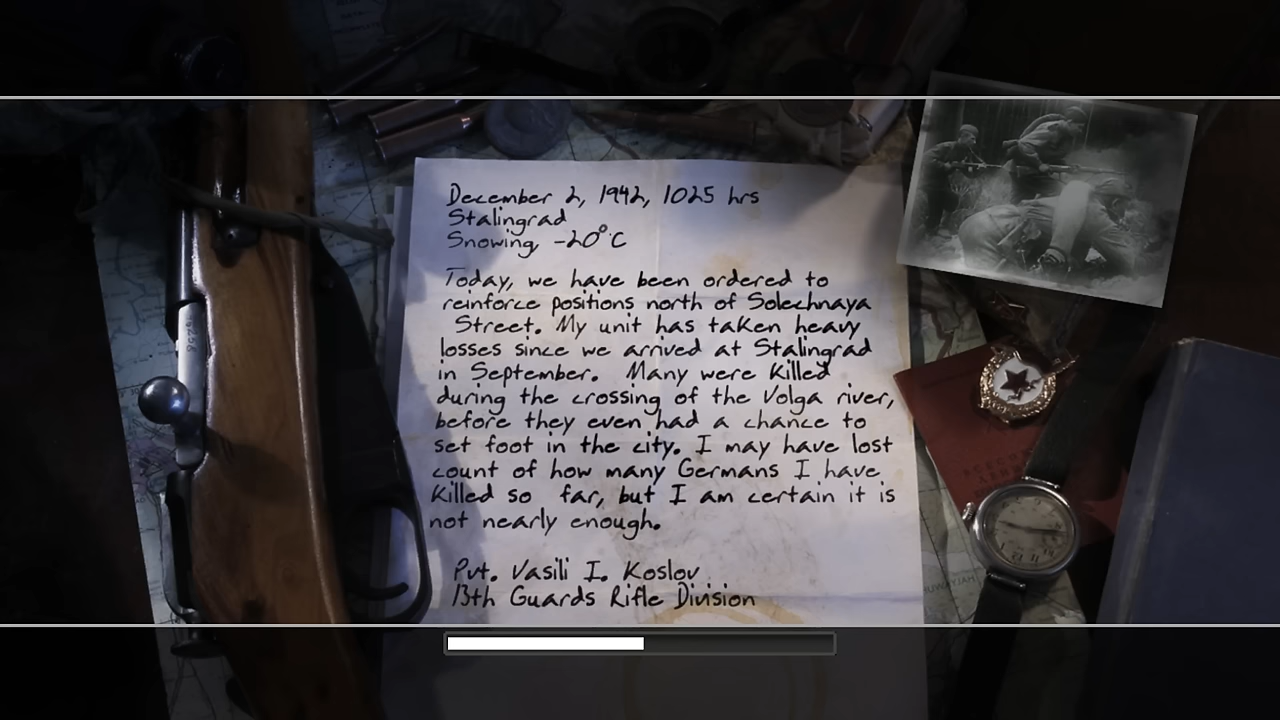 December 2, 1942, 1025 hrs
Stalingrad
Snowing, -20°C
Today, we have been ordered to
reinforce positions north of Solechnaya
Street. My unit has taken heavy
losses since we arrived at Stalingrad
in September. Many were killed
during the crossing of the Volga river,
before they even had a chance to
set foot in the city. I may have lost
count of how many Germans I have
killed so far, but I am certain it is
not nearly enough.
Pvt. Vasili I. Koslov
13th Guards Rifle Division